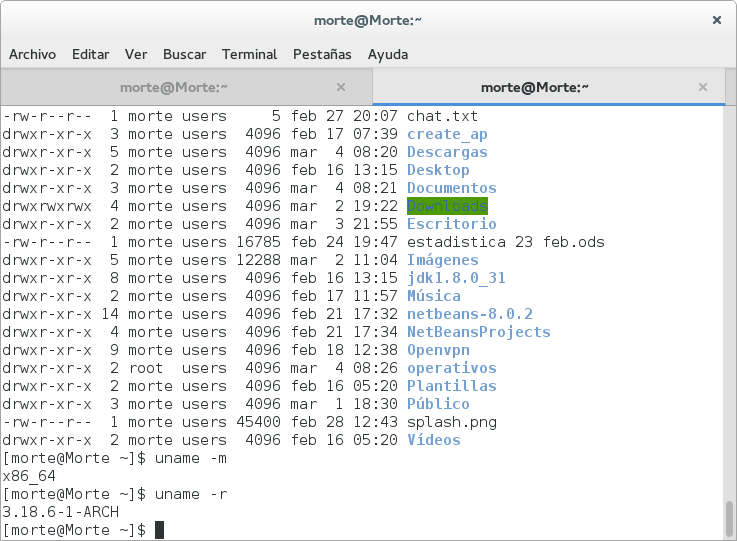 morte@Morte:~
Archivo Editar Ver Buscar Terminal Pestañas Ayuda
morte@Morte:~ morte@Morte:~
-rw-r--r-- 1 morte users 5 feb 27 20:07 chat.txt
drwxr-xr-x 3 morte users 4096 feb 17 07:39 create_ap
drwxr-xr-x 5 morte users 4096 mar 4 08:20 Descargas
drwxr-xr-x 2 morte users 4096 feb 16 13:15 Desktop
drwxr-xr-x 3 morte users 4096 mar 4 08:21 Documentos
drwxrwxrwx 4 morte users 4096 mar 2 19:22 Downloads
drwxr-xr-x 2 morte users 4096 mar 3 21:55 Escritorio
-rw-r--r-- 1 morte users 16785 feb 24 19:47 estadistica 23 feb.ods
drwxr-xr-x 5 morte users 12288 mar 2 11:04 Imágenes
drwxr-xr-x 8 morte users 4096 feb 16 13:15 jdk1.8.0_31
drwxr-xr-x 2 morte users 4096 feb 17 11:57 Música
drwxr-xr-x 14 morte users 4096 feb 21 17:32 netbeans-8.0.2
drwxr-xr-x 4 morte users 4096 feb 21 17:34 NetBeansProjects
drwxr-xr-x 9 morte users 4096 feb 18 12:38 Openvpn
drwxr-xr-x 2 root users 4096 mar 4 08:26 operativos
drwxr-xr-x 2 morte users 4096 feb 16 05:20 Plantillas
drwxr-xr-x 3 morte users 4096 mar 1 18:30 Público
-rw-r--r-- 1 morte users 45400 feb 28 12:43 splash.png
drwxr-xr-x 2 morte users 4096 feb 16 05:20 Vídeos
[morte@Morte ~]$ uname -m
x86_64
[morte@Morte ~]$ uname -r
3.18.6-1-ARCH
[morte@Morte ~]$